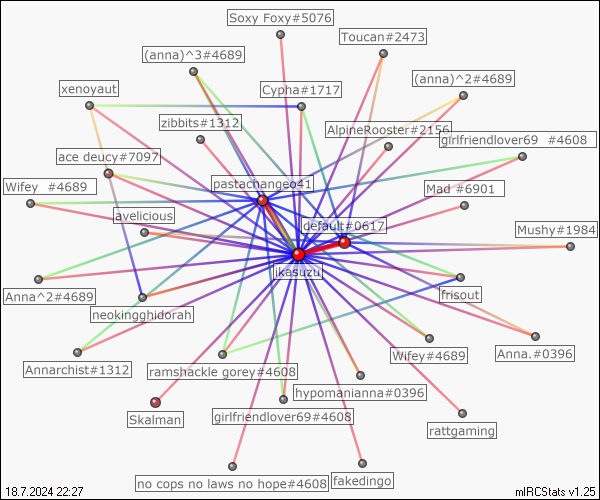 Soxy Foxy#5076
Toucan#2473
(anna)^3#4689
(anna)^2#4689
xenoyaut
Cypha#1717
zibbits#1312
AlpineRooster#2156
girlfriendlover69 #4608
ace deucy#7097
pastachangeo41
Wifey #4689
Mad #6901
avelicious
default#0617
Mushy#1984
ikasuzu
Anna^2#4689
frisout
neokingghidorah
Wifey#4689
Anna.#0396
Annarchist#1312
ramshackle gorey#4608
hypomanianna#0396
Skalman
girlfriendlover69#4608
rattgaming
no cops no laws no hope#4608
fakedingo
18.7.2024 22:27
mIRCStats v1.25